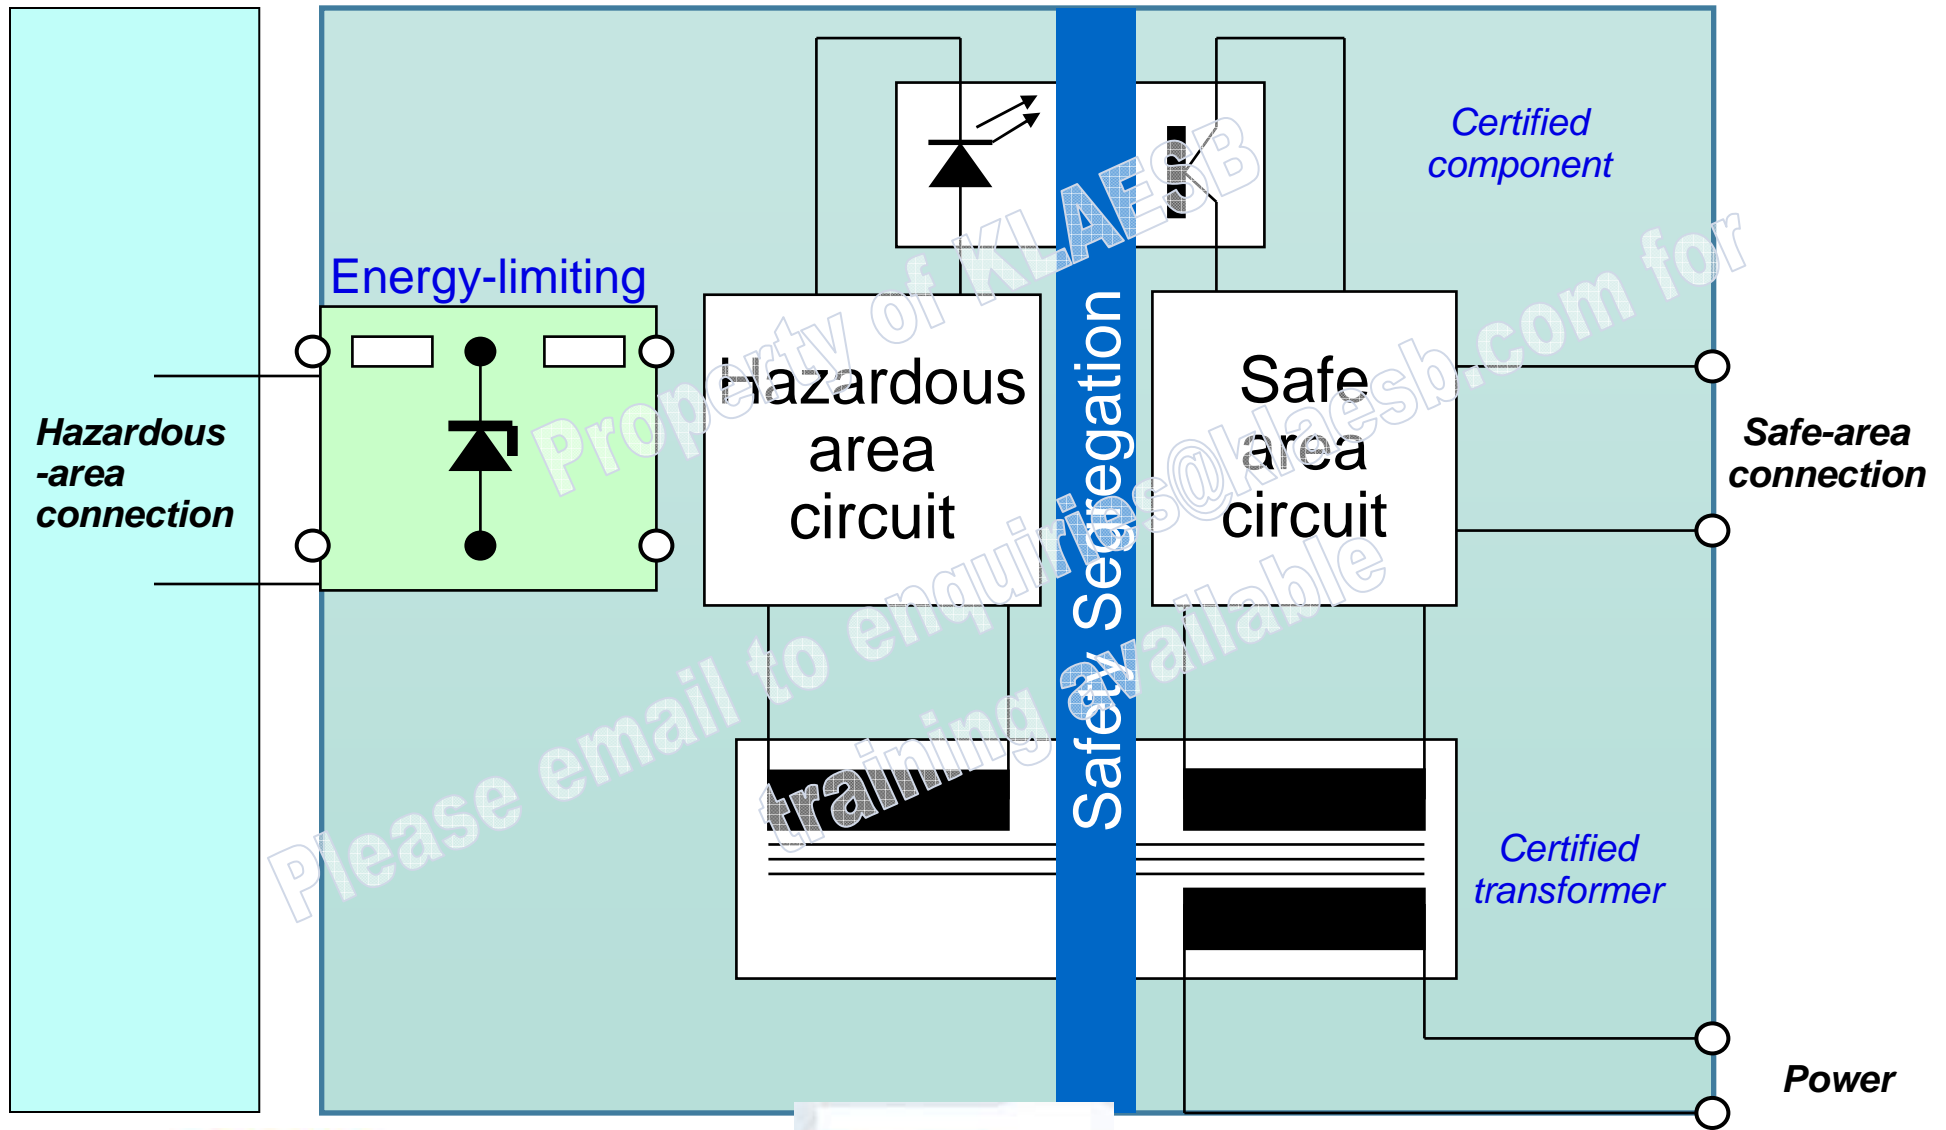 Certified
component
Energy-limiting
Hazardous
area
circuit
Safety Segregation
Safe
area
circuit
Hazardous
-area
connection
Safe-area
connection
Certified
transformer
Power
Property of KLAESB
Please email to enquiries@klaesb.com for
training available